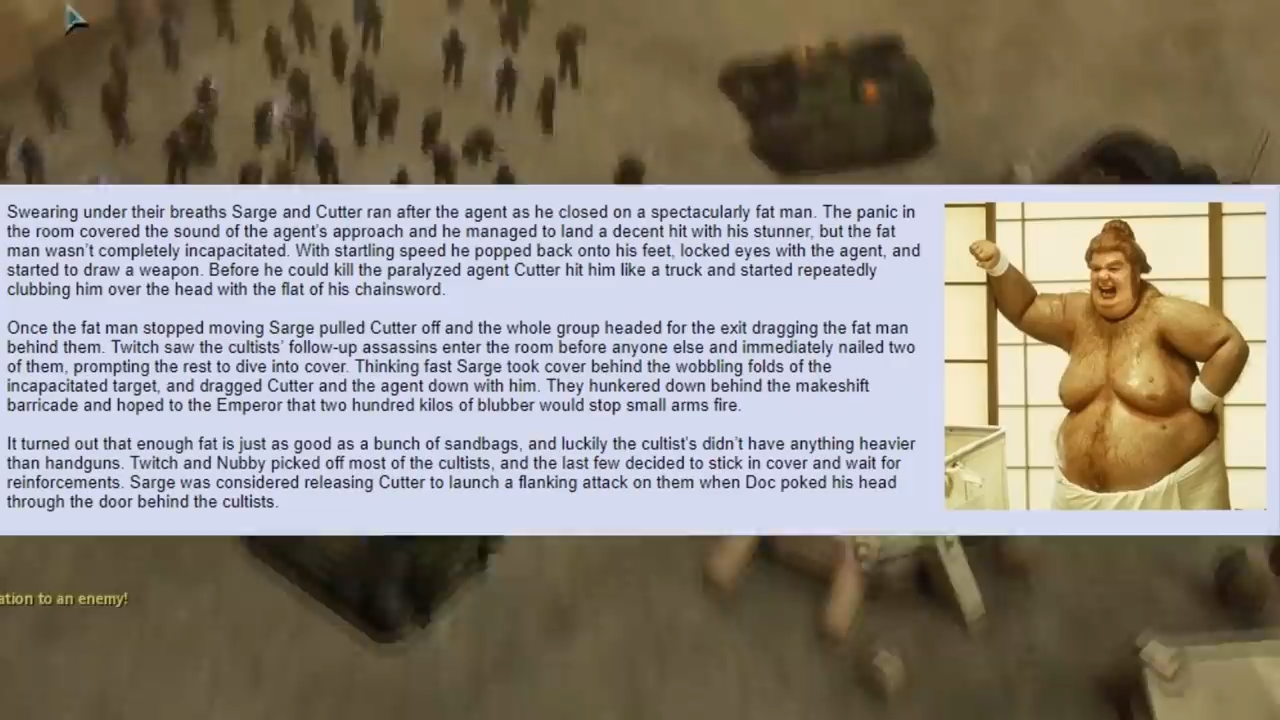 Swearing under their breaths Sarge and Cutter ran after the agent as he closed on a spectacularly fat man. The panic in
the room covered the sound of the agent's approach and he managed to land a decent hit with his stunner, but the fat
man wasn't completely incapacitated. With startling speed he popped back onto his feet, locked eyes with the agent, and
started to draw a weapon. Before he could kill the paralyzed agent Cutter hit him like a truck and started repeatedly
clubbing him over the head with the flat of his chainsword.
Once the fat man stopped moving Sarge pulled Cutter off and the whole group headed for the exit dragging the fat man
behind them. Twitch saw the cultists' follow-up assassins enter the room before anyone else and immediately nailed two
of them, prompting the rest to dive into cover. Thinking fast Sarge took cover behind the wobbling folds of the
incapacitated target, and dragged Cutter and the agent down with him. They hunkered down behind the makeshift
barricade and hoped to the Emperor that two hundred kilos of blubber would stop small arms fire.
It turned out that enough fat is just as good as a bunch of sandbags, and luckily the cultist's didn't have anything heavier
than handguns. Twitch and Nubby picked off most of the cultists, and the last few decided to stick in cover and wait for
reinforcements. Sarge was considered releasing Cutter to launch a flanking attack on them when Doc poked his head
through the door behind the cultists.
ation to an enemy!